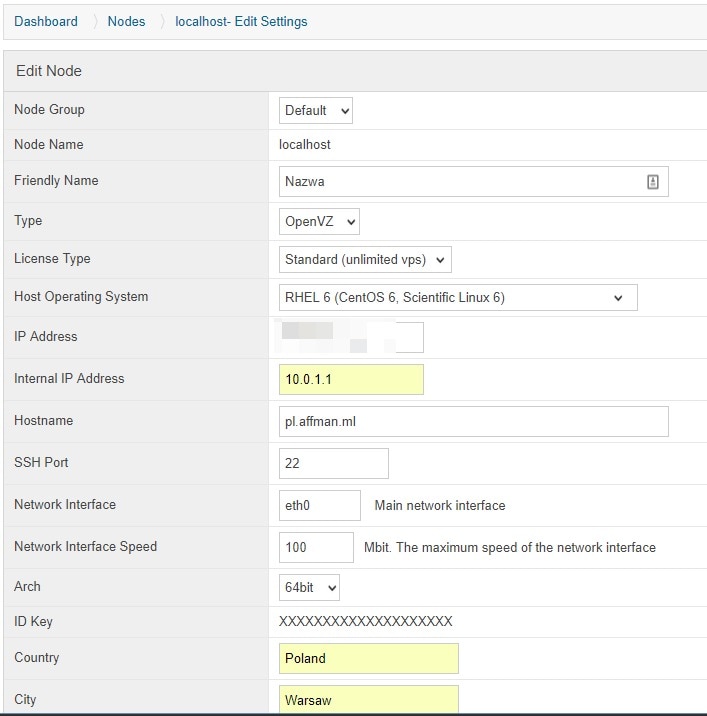 Dashboard Nodes localhost- Edit Settings
Edit Node
Node Group Default
Node Name localhost
Friendly Name Nazwa
Type OpenVZ
License Type Standard (unlimited vps)
Host Operating System RHEL 6 (CentOS 6, Scientific Linux 6)
IP Address
Internal IP Address 10.0.1.1
Hostname pl.affman.ml
SSH Port 22
Network Interface eth0 Main network interface
Network Interface Speed 100 Mbit. The maximum speed of the network interface
Arch 64bit
ID Key XXXXXXXXXXXXXXXXXXXX
Country Poland
City Warsaw